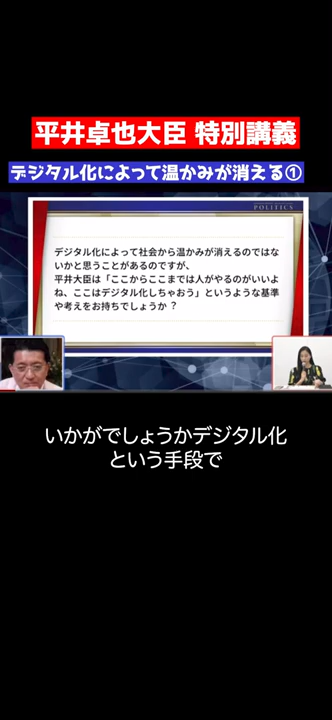 平井卓也大臣 特別講義
デジタル化によって温かみが消える①
POLITICS
デジタル化によって社会から温かみが消えるのではな
いかと思うことがあるのですが、
平井大臣は「ここからここまでは人がやるのがいいよ
ね、ここはデジタル化しちゃおう」というような基準
や考えをお持ちでしょうか？
いかがでしょうかデジタル化
という手段で